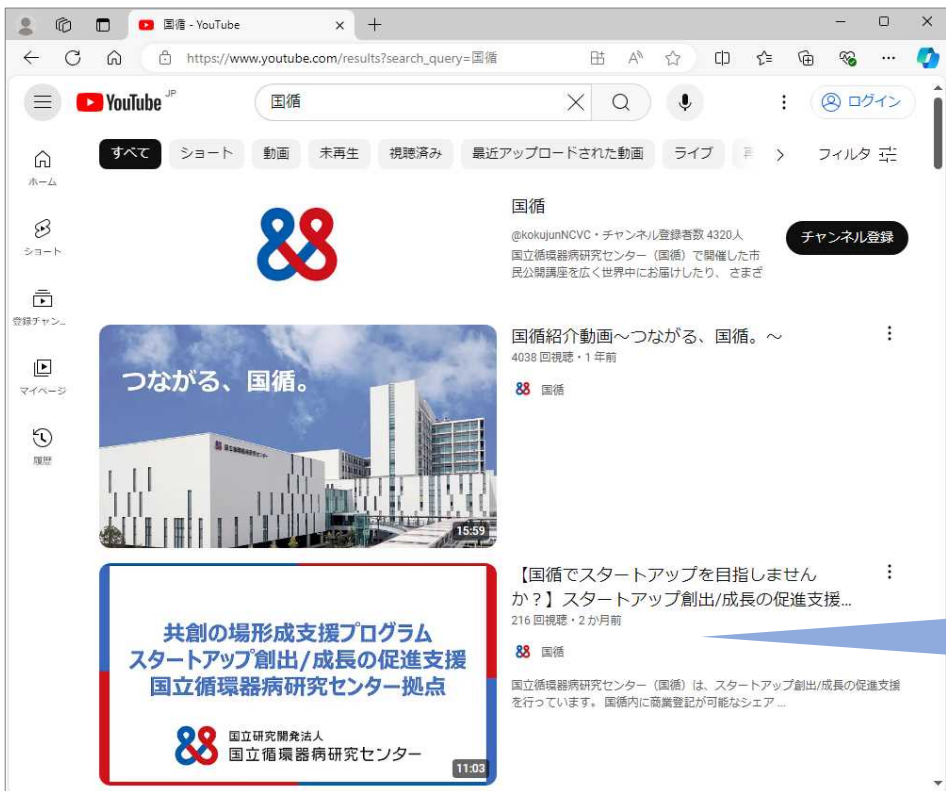 国循 - YouTube
https://www.youtube.com/results?search_query=国循
YouTube JP
国循
ログイン
すべて
ショート
動画
未再生
視聴済み
最近アップロードされた動画
ライブ
フィルタ
ホーム
ショート
登録チャン...
マイページ
履歴
国循
@kokujunNCVC・チャンネル登録者数 4320人
国立循環器病研究センター（国循）で開催した市
民公開講座を広く世界中にお届けしたり、 さまざ
チャンネル登録
つながる、国循。
国立循環器病研究センター
15:59
国循紹介動画～つながる、国循。～
4038 回視聴・1 年前
国循
共創の場形成支援プログラム
スタートアップ創出/成長の促進支援
国立循環器病研究センター拠点
国立研究開発法人
国立循環器病研究センター
11:03
【国循でスタートアップを目指しません
か？】スタートアップ創出/成長の促進支援...
216 回視聴・2 か月前
国循
国立循環器病研究センター（国循）は、スタートアップ創出/成長の促進支援
を行っています。 国循内に商業登記が可能なシェア ...